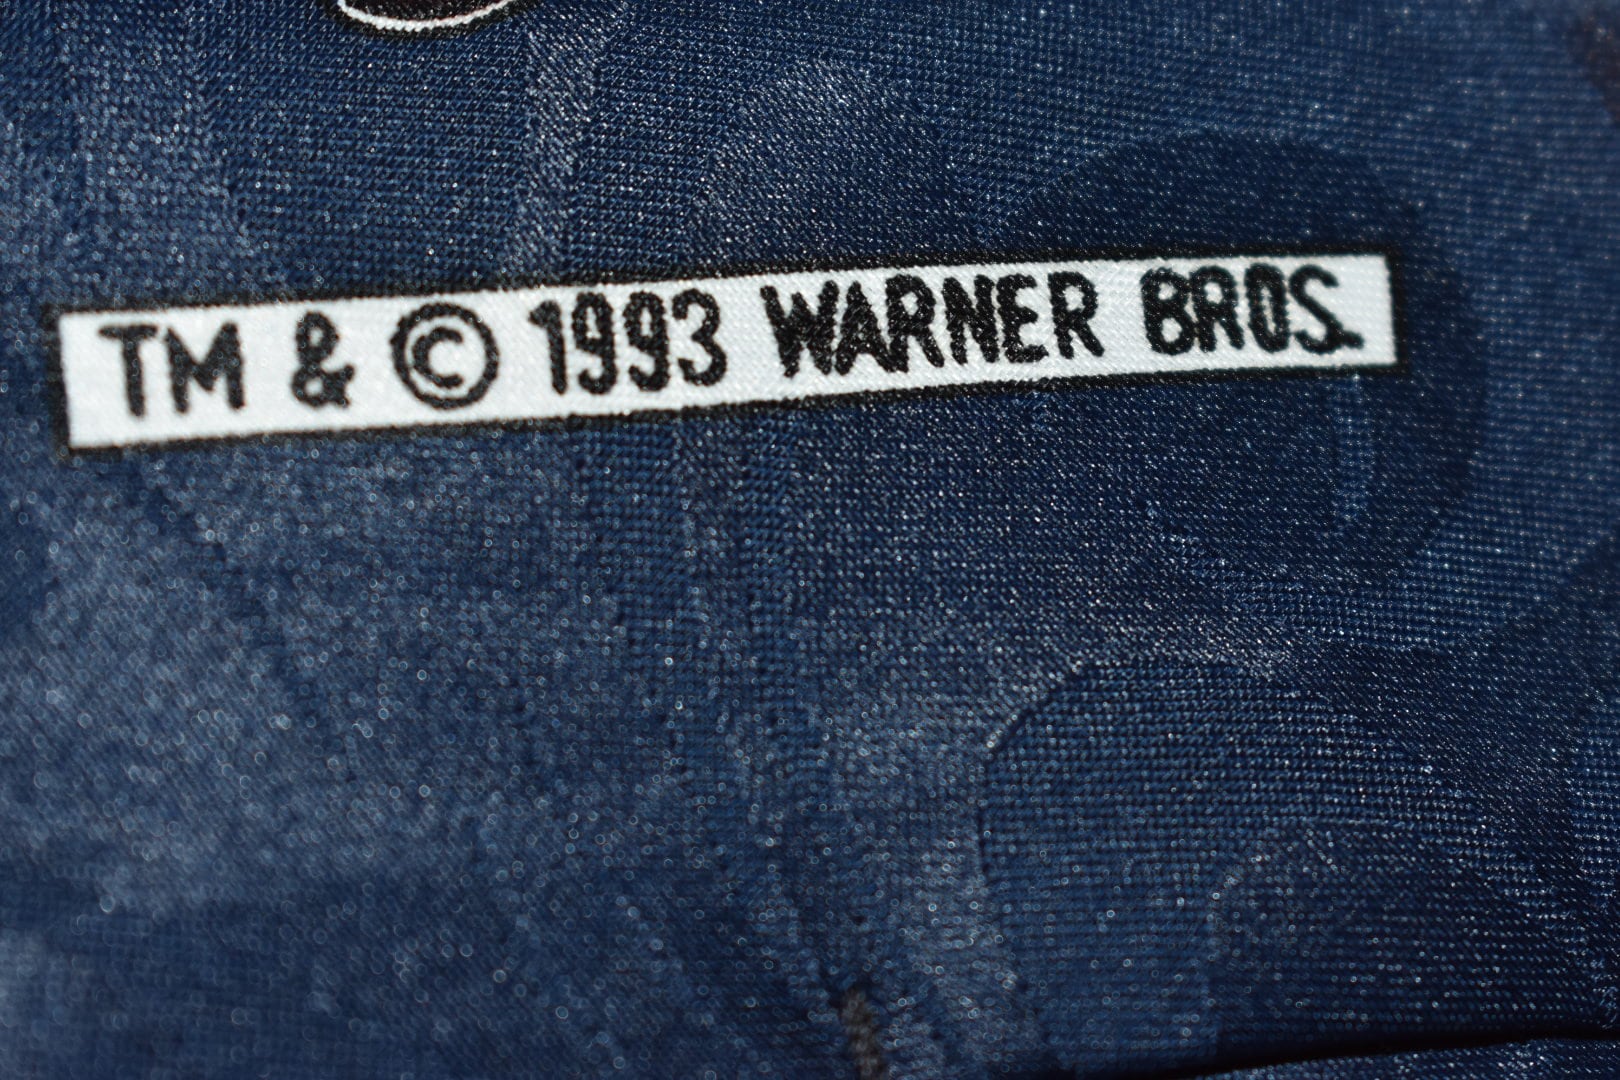 TM & © 1993 WARNER BROS.